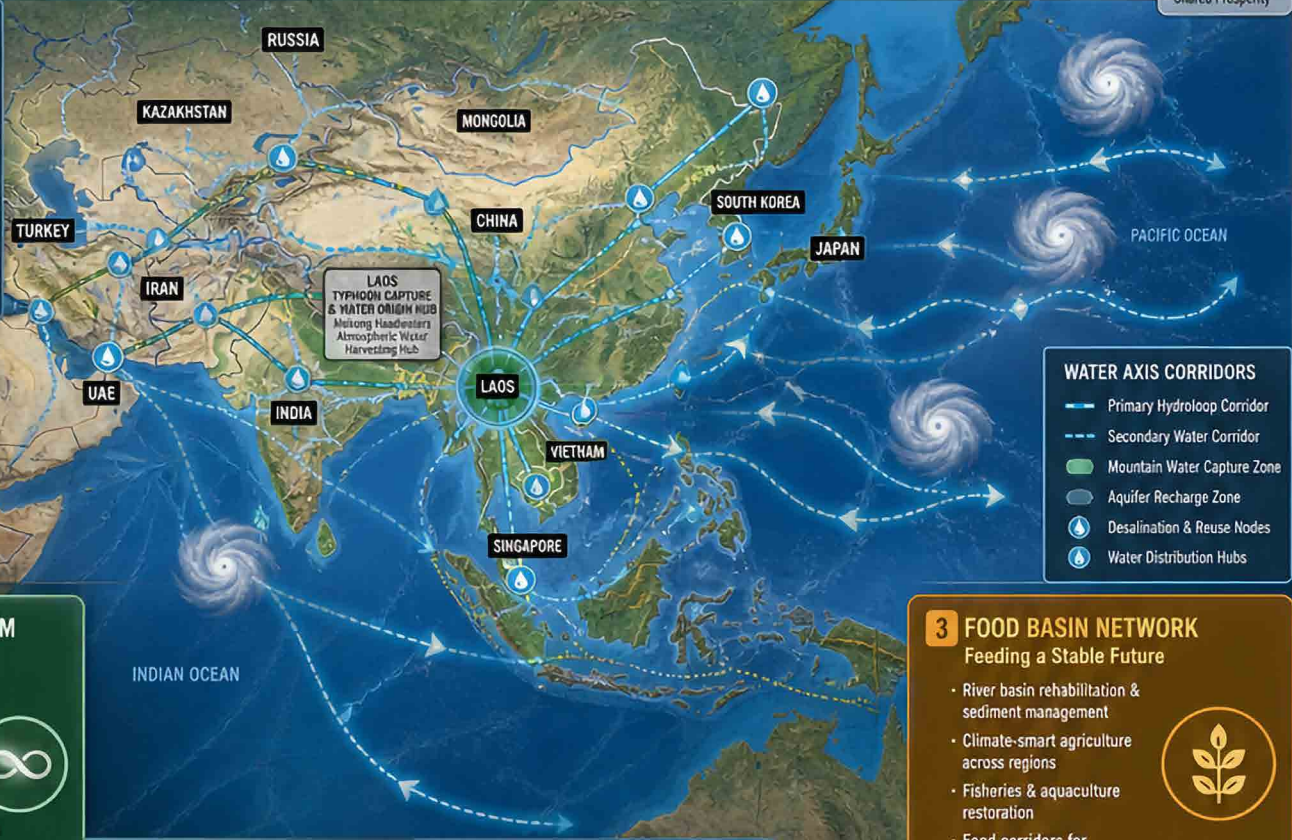 Shared Prosperity
RUSSIA
KAZAKHSTAN
MONGOLIA
SOUTH KOREA
CHINA
TURKEY
JAPAN
PACIFIC OCEAN
IRAN
LAOS
TYPHOON CAPTURE
& WATER ORIGIN HUB
Mekong Headwaters
Atmospheric Water
Harvesting Hub
UAE
LAOS
INDIA
VIETNAM
SINGAPORE
WATER AXIS CORRIDORS
Primary Hydroloop Corridor
Secondary Water Corridor
Mountain Water Capture Zone
Aquifer Recharge Zone
Desalination & Reuse Nodes
Water Distribution Hubs
M
INDIAN OCEAN
3 FOOD BASIN NETWORK
Feeding a Stable Future
• River basin rehabilitation &
sediment management
• Climate-smart agriculture
across regions
• Fisheries & aquaculture
restoration
• Food corridors for